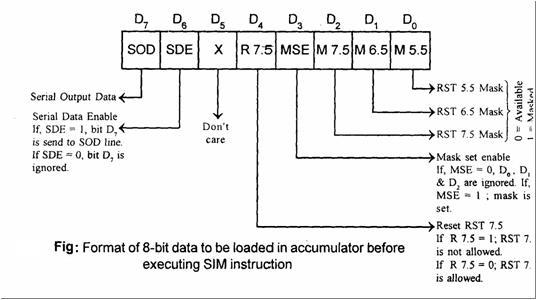 D7 D6 D5 D4 D3 D2 D1 D0
SOD SDE X R 7.5 MSE M 7.5 M 6.5 M 5.5
Serial Output Data
Serial Data Enable
If, SDE = 1, bit D7
is send to SOD line.
If SDE = 0, bit D7 is
ignored.
Don't
care
RST 5.5 Mask
RST 6.5 Mask
RST 7.5 Mask
0 = Available
1 = Masked
Mask set enable
If, MSE = 0, D0, D1
& D2 are ignored. If,
MSE = 1 ; mask is
set.
Reset RST 7.5
If R 7.5 = 1; RST 7.
is not allowed.
If R 7.5 = 0; RST 7.
is allowed.
Fig: Format of 8-bit data to be loaded in accumulator before
executing SIM instruction